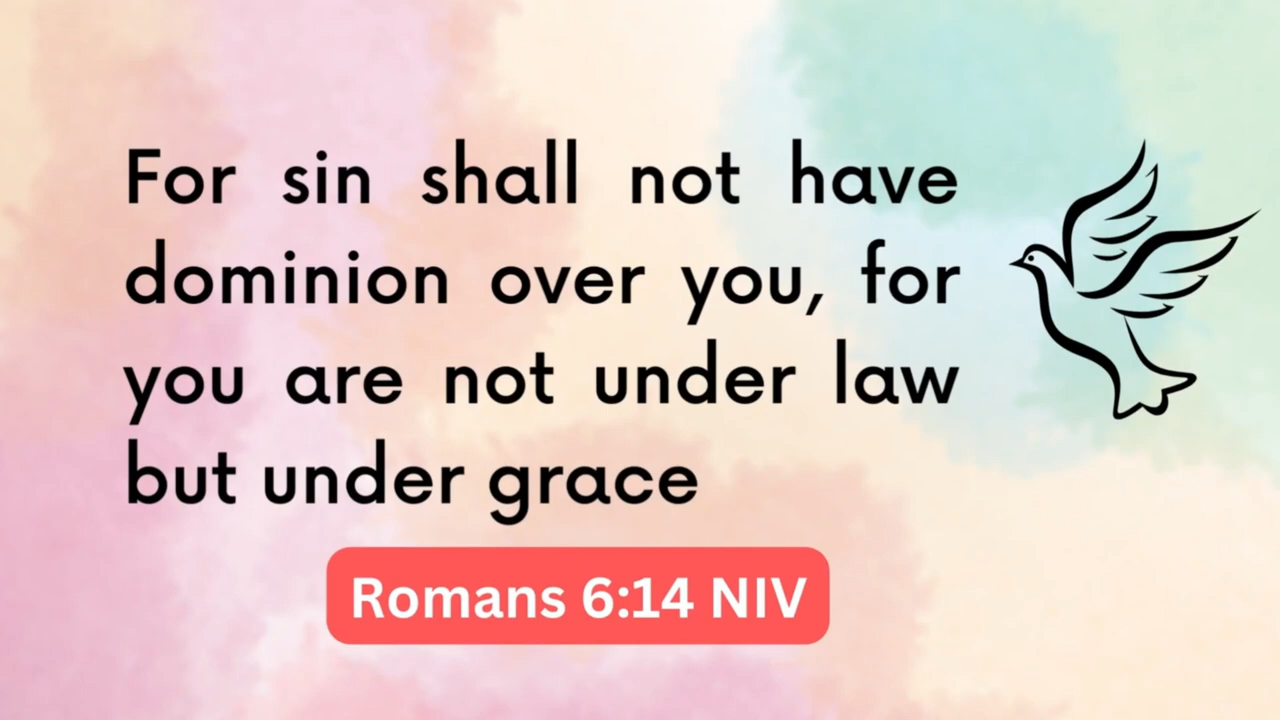 For sin shall not have
dominion over you, for
you are not under law
but under grace
Romans 6:14 NIV